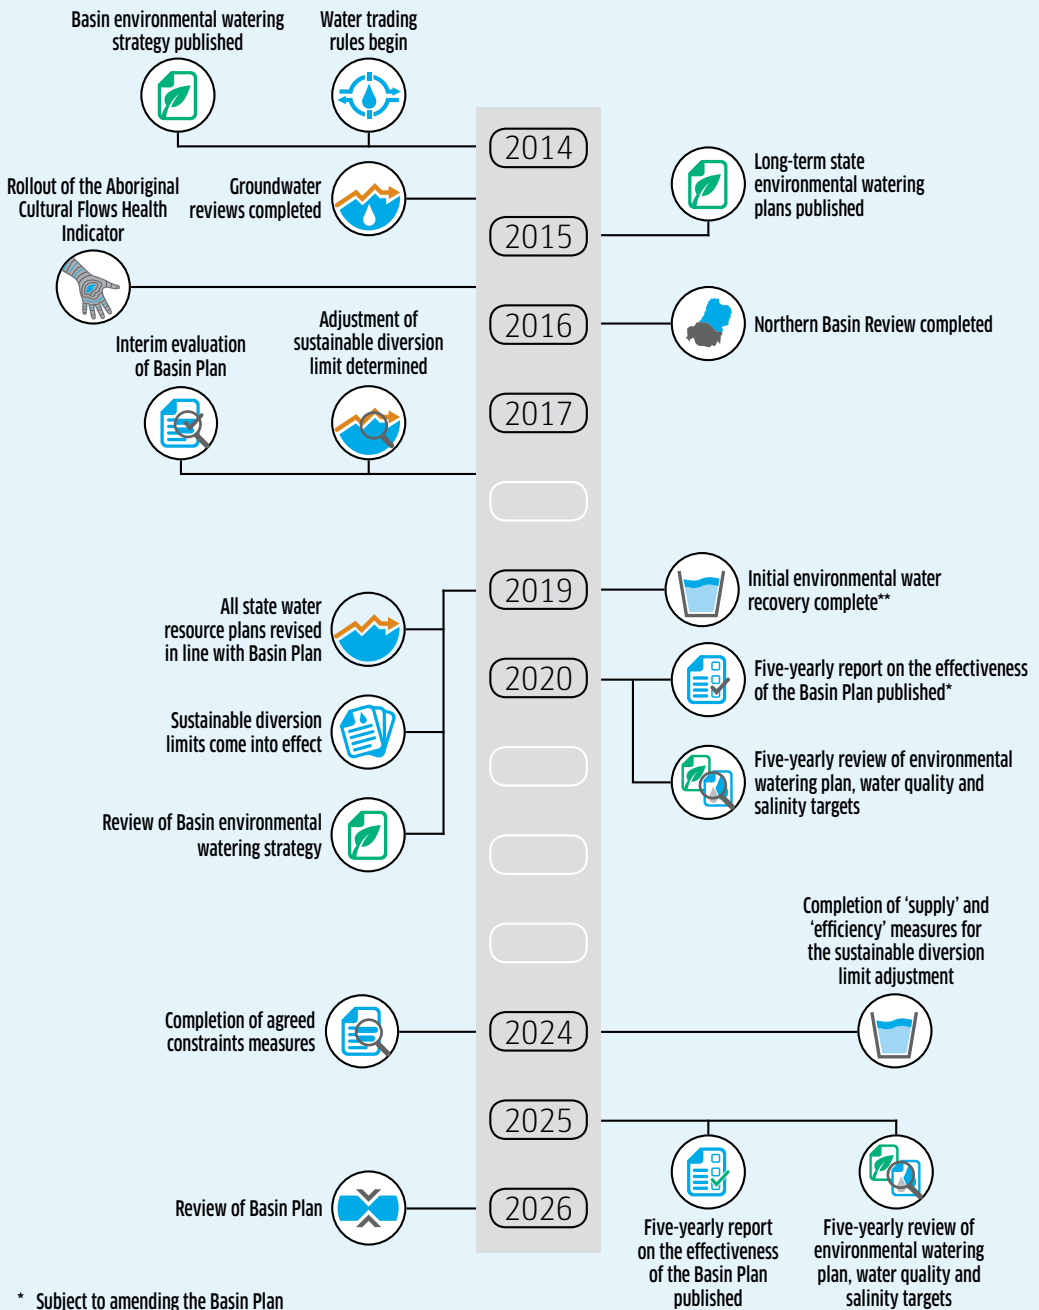 Basin environmental watering
strategy published
Water trading
rules begin
2014
Long-term state
environmental watering
plans published
Rollout of the Aboriginal
Cultural Flows Health
Indicator
Groundwater
reviews completed
2015
2016
Northern Basin Review completed
Interim evaluation
of Basin Plan
Adjustment of
sustainable diversion
limit determined
2017
2019
Initial environmental water
recovery complete**
All state water
resource plans revised
in line with Basin Plan
2020
Five-yearly report on the effectiveness
of the Basin Plan published*
Sustainable diversion
limits come into effect
Five-yearly review of environmental
watering plan, water quality and
salinity targets
Review of Basin environmental
watering strategy
Completion of ‘supply’ and
‘efficiency’ measures for
the sustainable diversion
limit adjustment
Completion of agreed
constraints measures
2024
2025
Review of Basin Plan
2026
Five-yearly report
on the effectiveness
of the Basin Plan
published
Five-yearly review of
environmental watering
plan, water quality and
salinity targets
* Subject to amending the Basin Plan